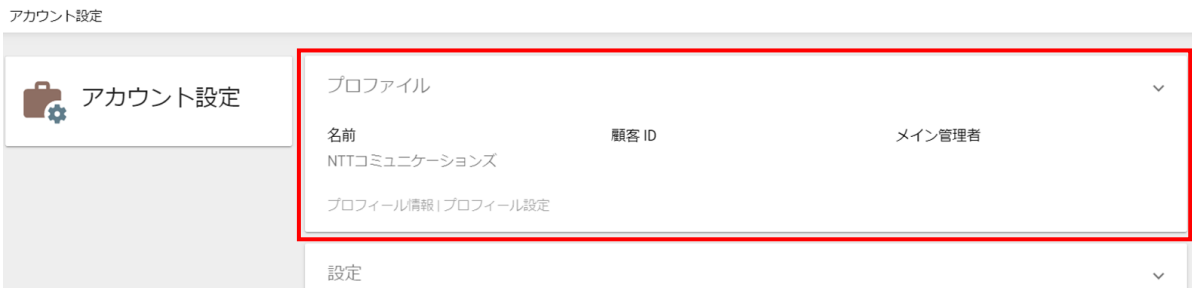 アカウント設定
アカウント設定
プロファイル
名前 顧客 ID メイン管理者
NTTコミュニケーションズ
プロフィール情報 | プロフィール設定
設定